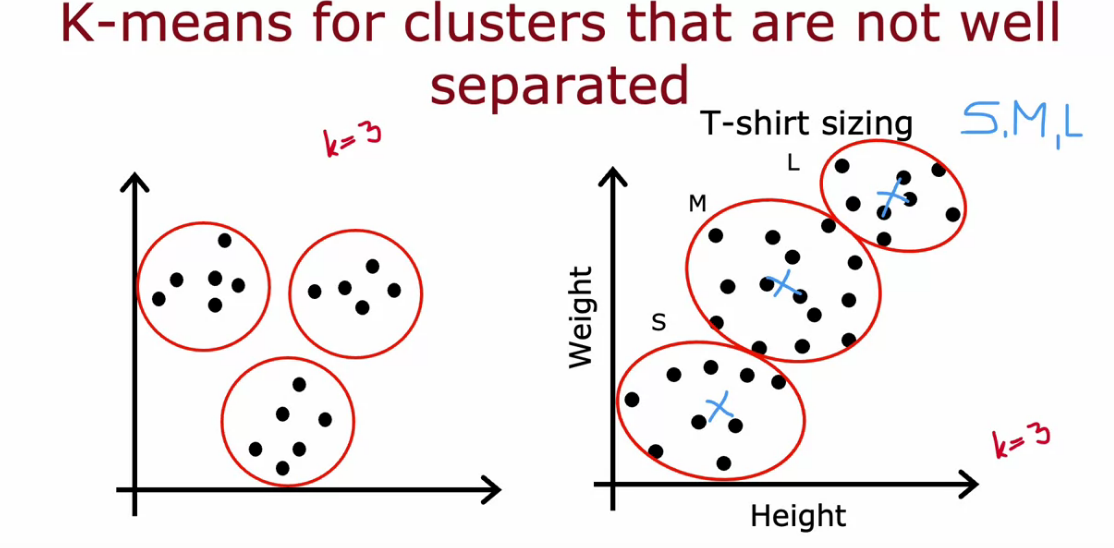 K-means for clusters that are not well
separated
k=3
T-shirt sizing
S,M,L
L
M
S
Weight
Height
k=3